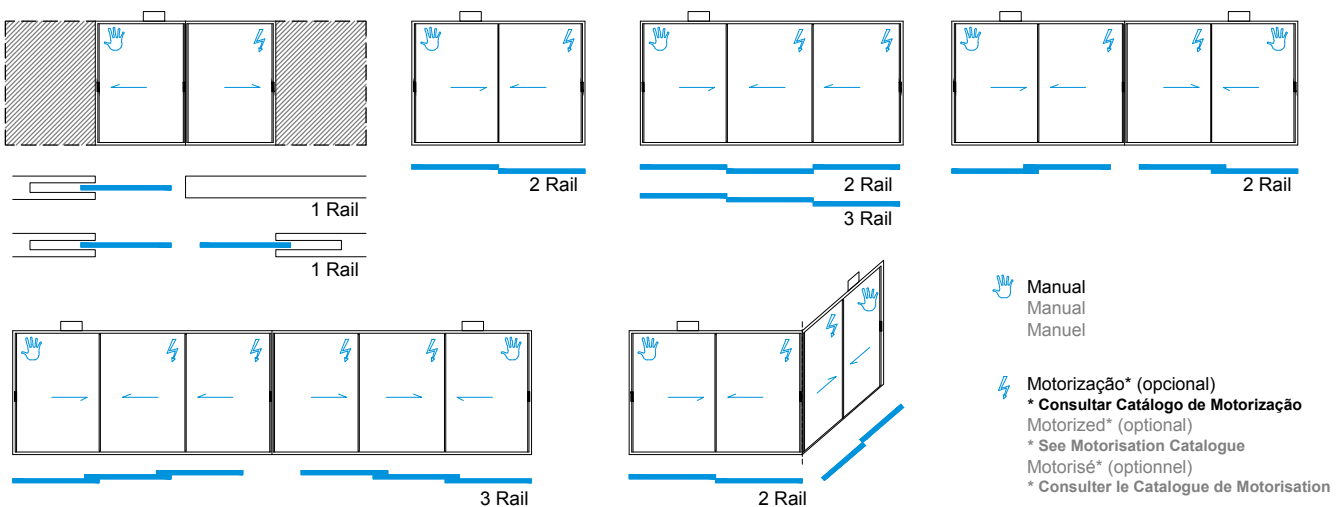 1 Rail
1 Rail
2 Rail
2 Rail
3 Rail
2 Rail
3 Rail
2 Rail
Manual
Manual
Manuel
Motorização* (opcional)
* Consultar Catálogo de Motorização
Motorized* (optional)
* See Motorisation Catalogue
Motorisé* (optionnel)
* Consulter le Catalogue de Motorisation